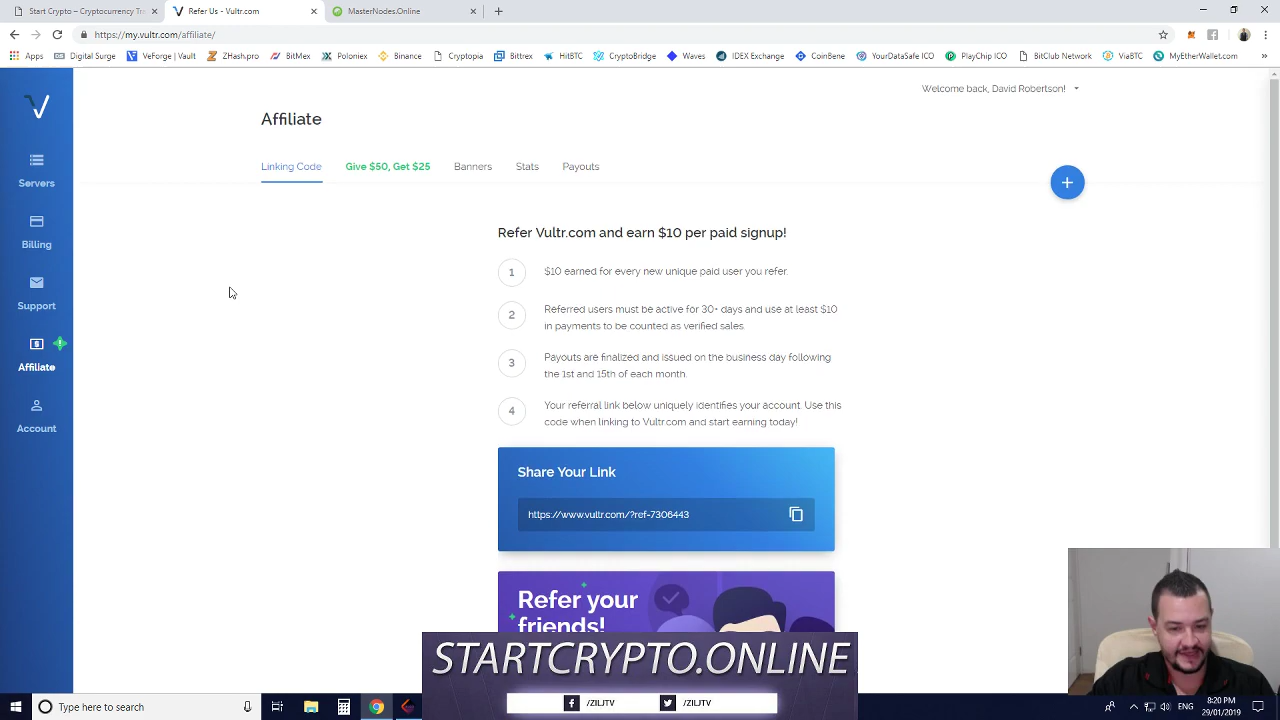 Start Crypto – Cryptocurrency Tra
Refer Us - Vultr.com
MasterNodes.Online
https://my.vultr.com/affiliate/
Apps
Digital Surge
VeForge | Vault
ZHash.pro
BitMex
Poloniex
Binance
Cryptopia
Bittrex
HitBTC
CryptoBridge
Waves
IDEX Exchange
CoinBene
YourDataSafe ICO
PlayChip ICO
BitClub Network
ViaBTC
MyEtherWallet.com
Welcome back, David Robertson!
Affiliate
Linking Code
Give $50, Get $25
Banners
Stats
Payouts
Servers
Billing
Support
Affiliate
Account
Refer Vultr.com and earn $10 per paid signup!
1
$10 earned for every new unique paid user you refer.
2
Referred users must be active for 30+ days and use at least $10
in payments to be counted as verified sales.
3
Payouts are finalized and issued on the business day following
the 1st and 15th of each month.
4
Your referral link below uniquely identifies your account. Use this
code when linking to Vultr.com and start earning today!
Share Your Link
https://www.vultr.com/?ref=7306443
Refer your
friends!
STARTCRYPTO.ONLINE
/ZILJTV
/ZILJTV
Type here to search
ENG
8:20 PM
29/01/2019